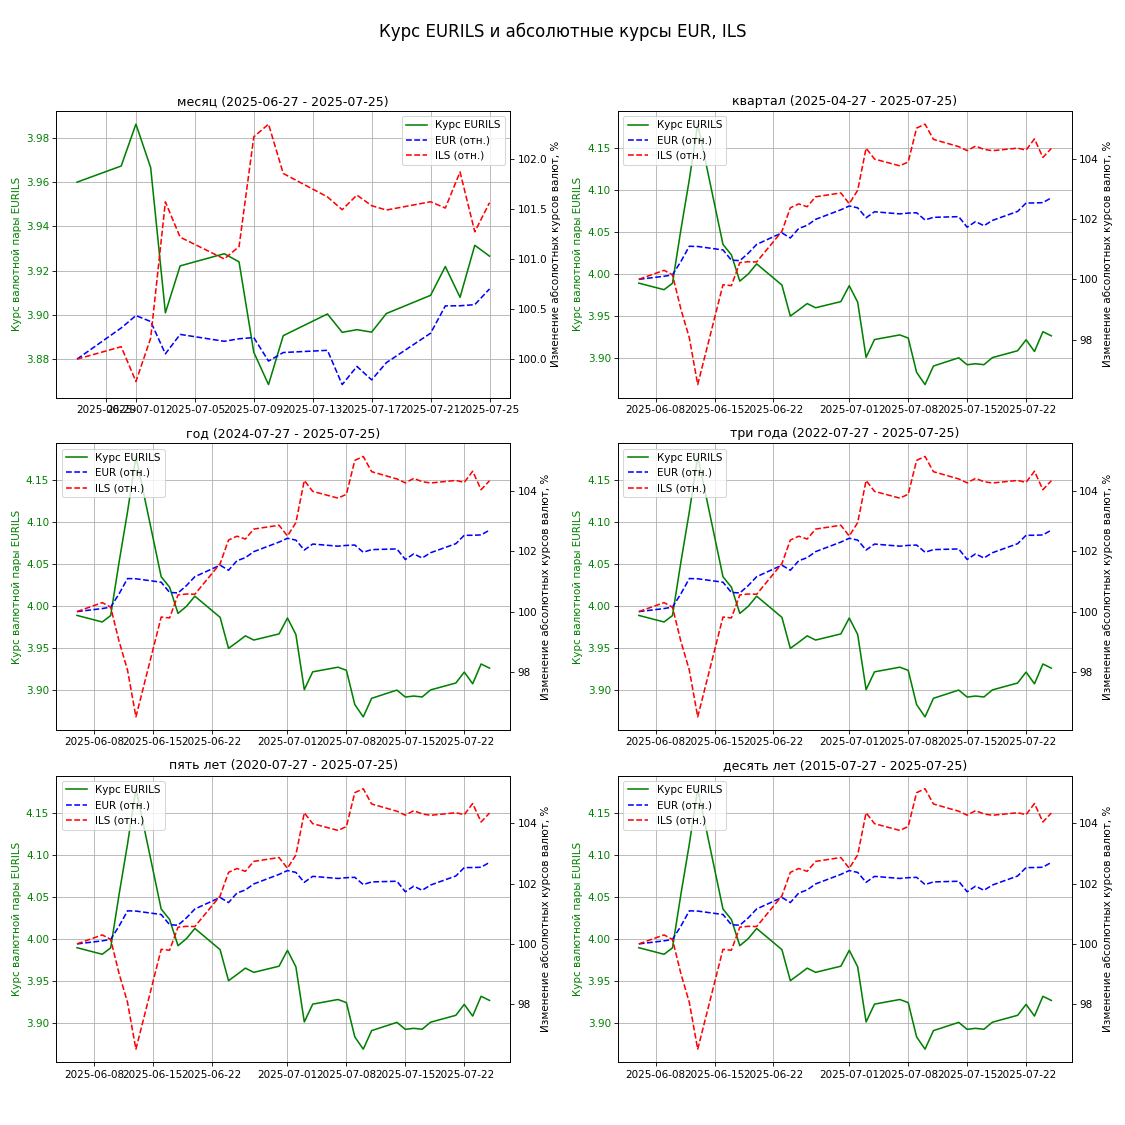 Курс EURILS и абсолютные курсы EUR, ILS
месяц (2025-06-27 - 2025-07-25)
Курс валютной пары EURILS
3.98
3.96
3.94
3.92
3.90
3.88
Курс EURILS
EUR (отн.)
ILS (отн.)
102.0
101.5
101.0
100.5
100.0
Изменение абсолютных курсов валют, %
2025-06-29
2025-07-01
2025-07-05
2025-07-09
2025-07-13
2025-07-17
2025-07-21
2025-07-25
квартал (2025-04-27 - 2025-07-25)
Курс валютной пары EURILS
4.15
4.10
4.05
4.00
3.95
3.90
Курс EURILS
EUR (отн.)
ILS (отн.)
104
102
100
98
Изменение абсолютных курсов валют, %
2025-06-08
2025-06-15
2025-06-22
2025-07-01
2025-07-08
2025-07-15
2025-07-22
год (2024-07-27 - 2025-07-25)
Курс валютной пары EURILS
4.15
4.10
4.05
4.00
3.95
3.90
Курс EURILS
EUR (отн.)
ILS (отн.)
104
102
100
98
Изменение абсолютных курсов валют, %
2025-06-08
2025-06-15
2025-06-22
2025-07-01
2025-07-08
2025-07-15
2025-07-22
три года (2022-07-27 - 2025-07-25)
Курс валютной пары EURILS
4.15
4.10
4.05
4.00
3.95
3.90
Курс EURILS
EUR (отн.)
ILS (отн.)
104
102
100
98
Изменение абсолютных курсов валют, %
2025-06-08
2025-06-15
2025-06-22
2025-07-01
2025-07-08
2025-07-15
2025-07-22
пять лет (2020-07-27 - 2025-07-25)
Курс валютной пары EURILS
4.15
4.10
4.05
4.00
3.95
3.90
Курс EURILS
EUR (отн.)
ILS (отн.)
104
102
100
98
Изменение абсолютных курсов валют, %
2025-06-08
2025-06-15
2025-06-22
2025-07-01
2025-07-08
2025-07-15
2025-07-22
десять лет (2015-07-27 - 2025-07-25)
Курс валютной пары EURILS
4.15
4.10
4.05
4.00
3.95
3.90
Курс EURILS
EUR (отн.)
ILS (отн.)
104
102
100
98
Изменение абсолютных курсов валют, %
2025-06-08
2025-06-15
2025-06-22
2025-07-01
2025-07-08
2025-07-15
2025-07-22